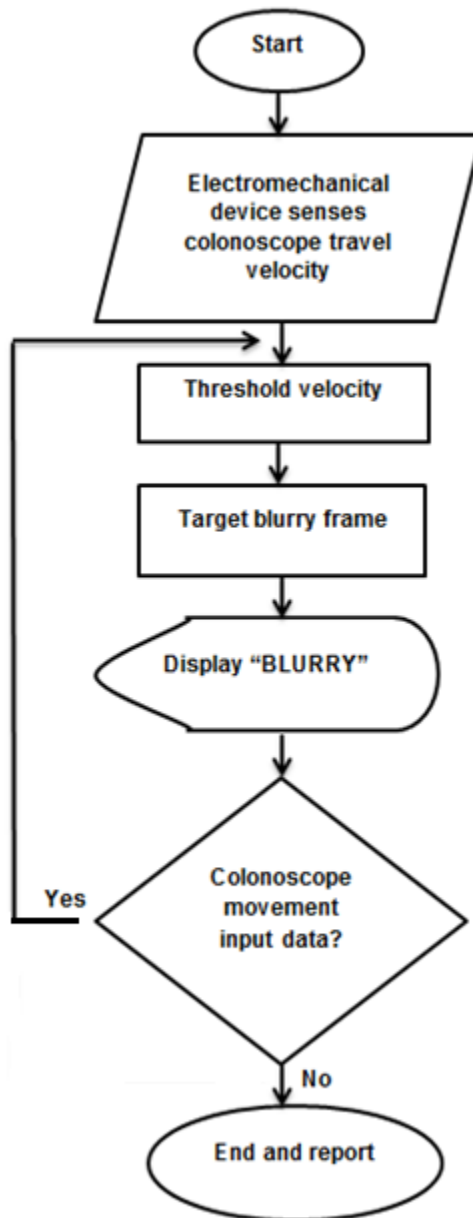 Start
Electromechanical
device senses
colonoscope travel
velocity
Threshold velocity
Target blurry frame
Display “BLURRY”
Colonoscope
movement
input data?
Yes
No
End and report